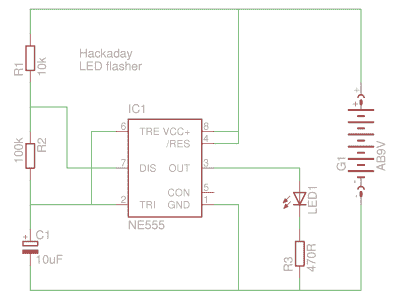 Hackaday
LED flasher
R1
10k
100k
R2
C1
10uF
IC1
6
TRE
VCC+
8
/RES
4
7
DIS
OUT
3
CON
5
2
TRI
GND
1
NE555
LED1
R3
470R
G1
AB9V
+
+
+
-
-